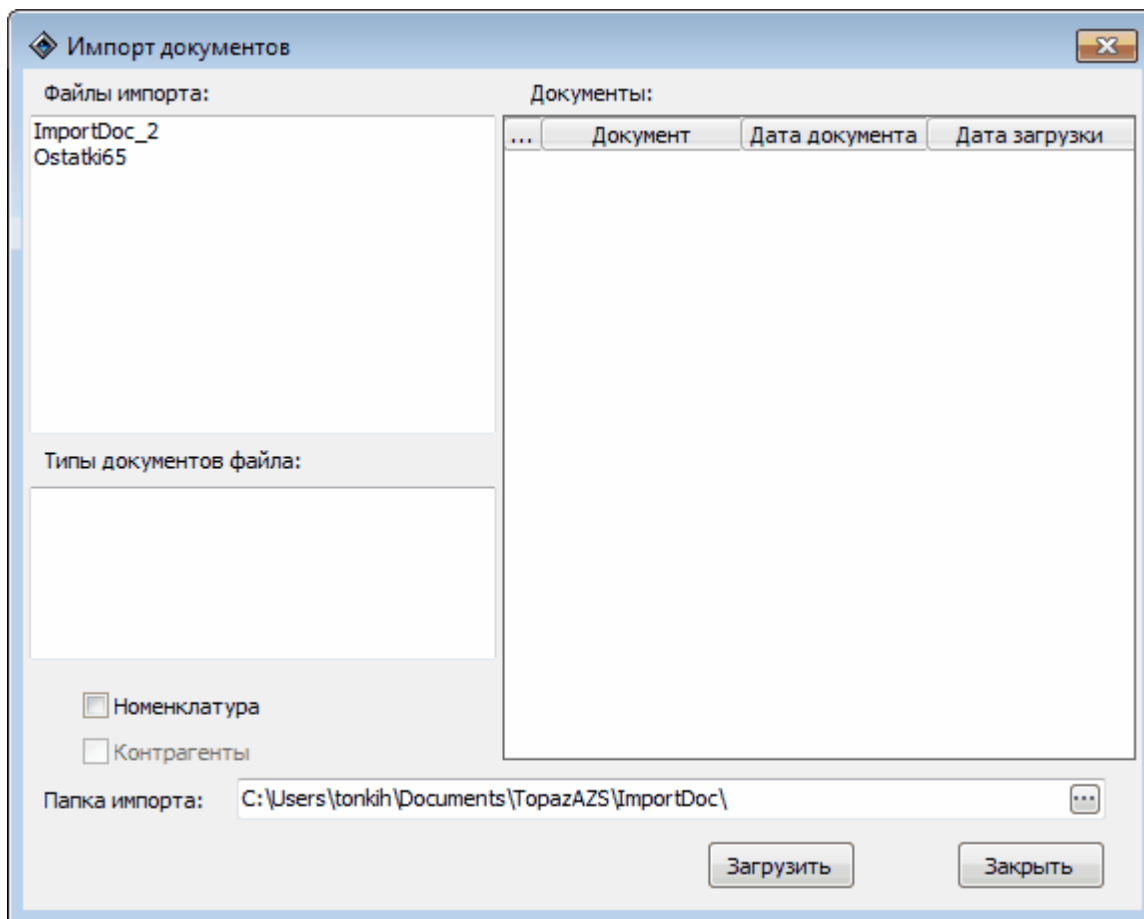 Импорт документов
Файлы импорта:
ImportDoc_2
Ostatki65
Документы:
... Документ Дата документа Дата загрузки
Типы документов файла:
Номенклатура
Контрагенты
Папка импорта: C:\Users\tonkih\Documents\TopazAZS\ImportDoc\ ...
Загрузить Закрыть